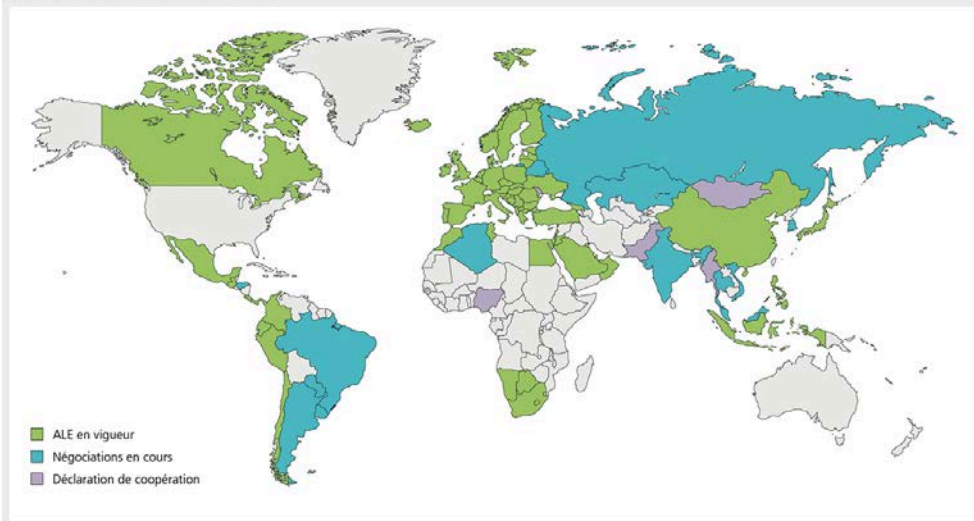 ALE en vigueur
Négociations en cours
Déclaration de coopération